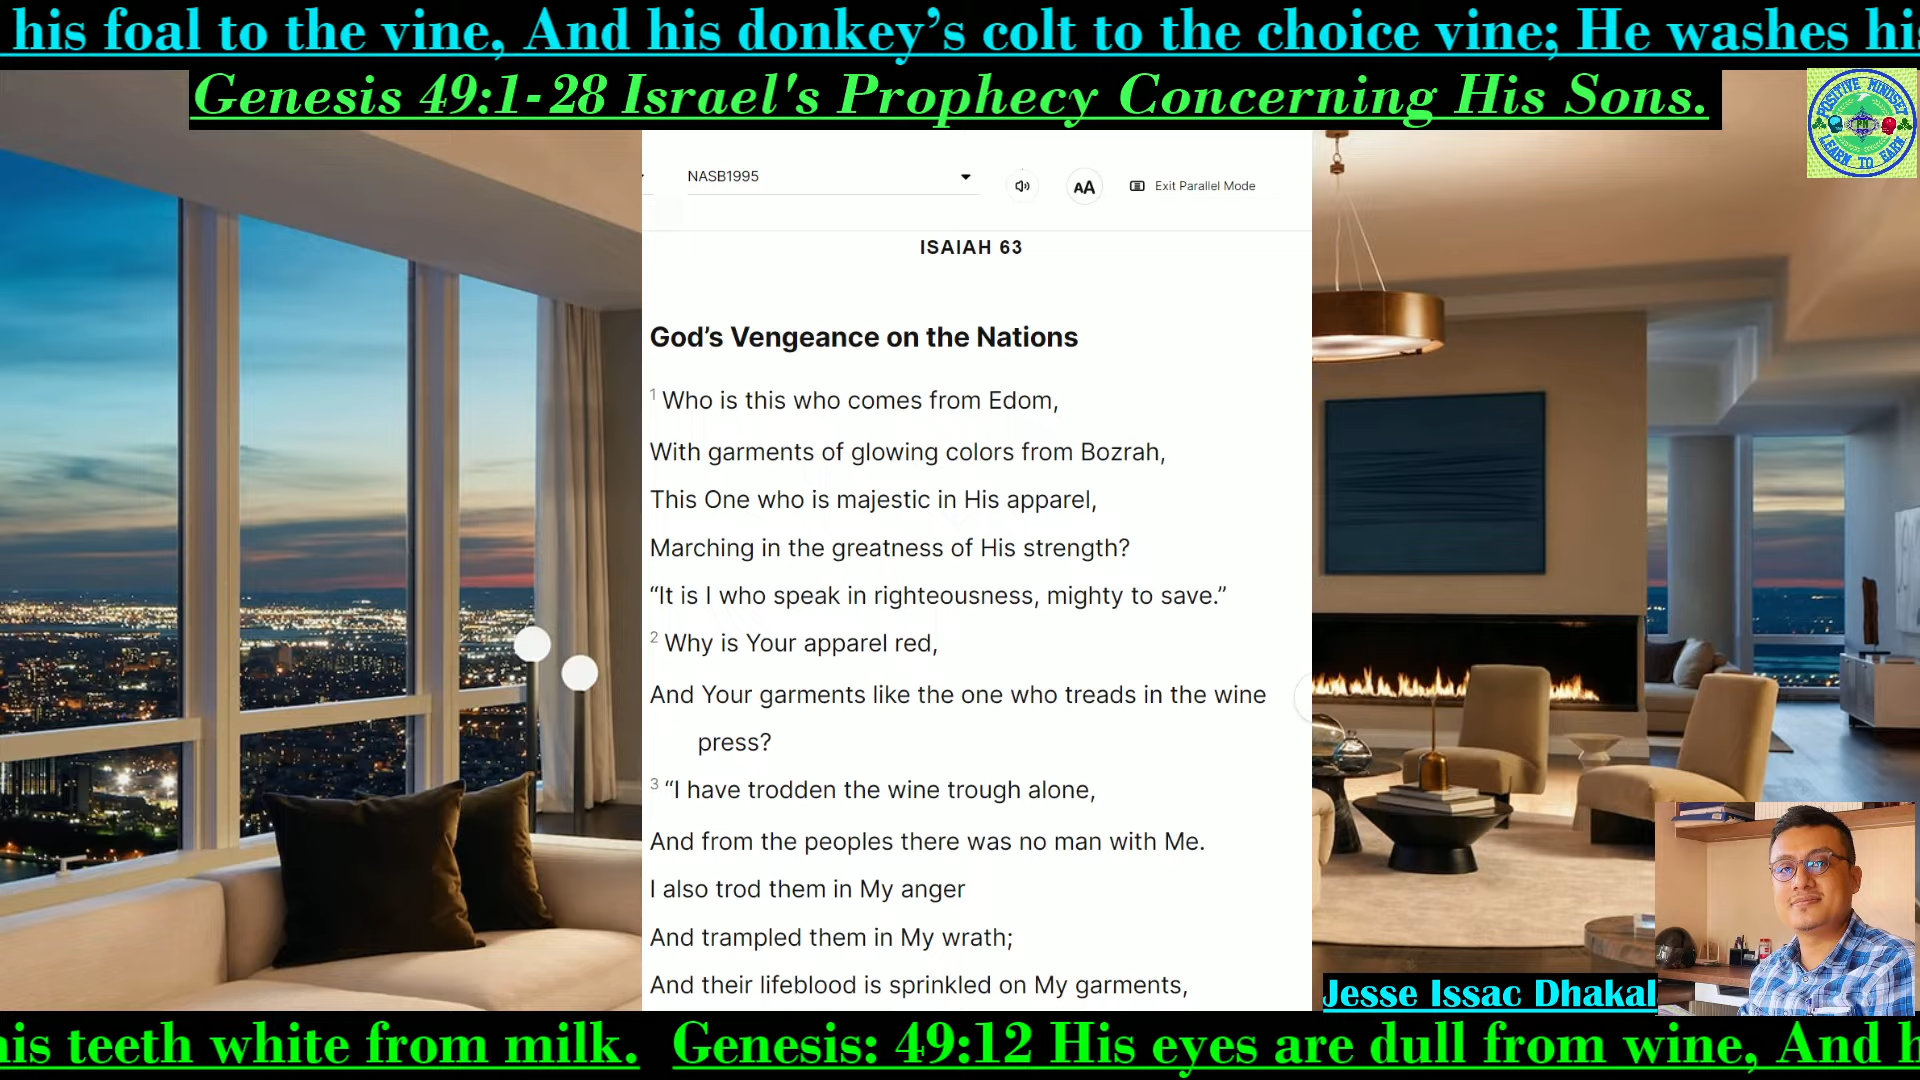 his foal to the vine, And his donkey’s colt to the choice vine; He washes his
Genesis 49:1-28 Israel's Prophecy Concerning His Sons.
POSITIVE MINDSET
LEARN TO EARN
NASB1995
AA
Exit Parallel Mode
ISAIAH 63
God’s Vengeance on the Nations
1 Who is this who comes from Edom,
With garments of glowing colors from Bozrah,
This One who is majestic in His apparel,
Marching in the greatness of His strength?
“It is I who speak in righteousness, mighty to save.”
2 Why is Your apparel red,
And Your garments like the one who treads in the wine
press?
3 “I have trodden the wine trough alone,
And from the peoples there was no man with Me.
I also trod them in My anger
And trampled them in My wrath;
And their lifeblood is sprinkled on My garments,
Jesse Issac Dhakal
his teeth white from milk. Genesis: 49:12 His eyes are dull from wine, And h